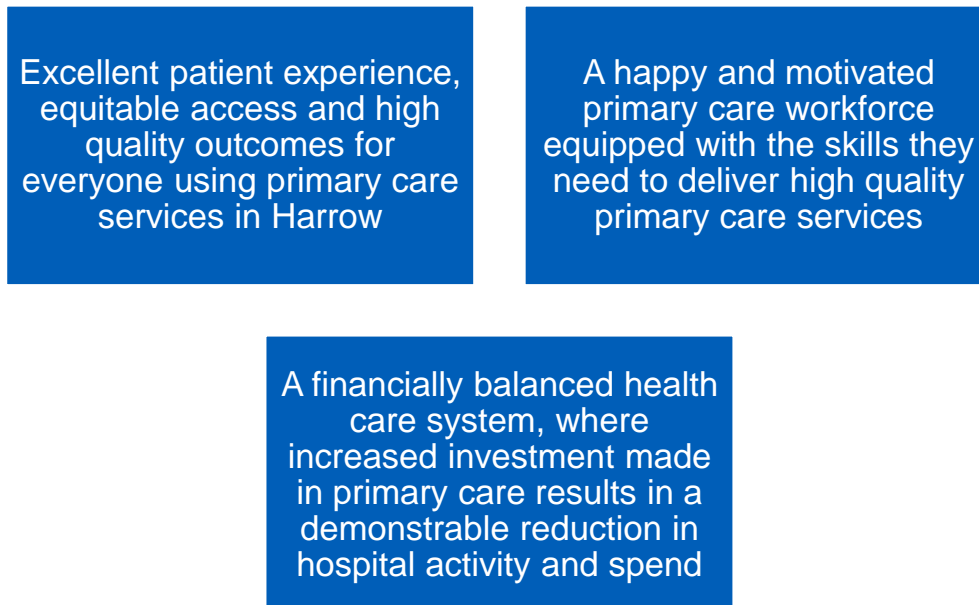 Excellent patient experience,
equitable access and high
quality outcomes for
everyone using primary care
services in Harrow
A happy and motivated
primary care workforce
equipped with the skills they
need to deliver high quality
primary care services
A financially balanced health
care system, where
increased investment made
in primary care results in a
demonstrable reduction in
hospital activity and spend